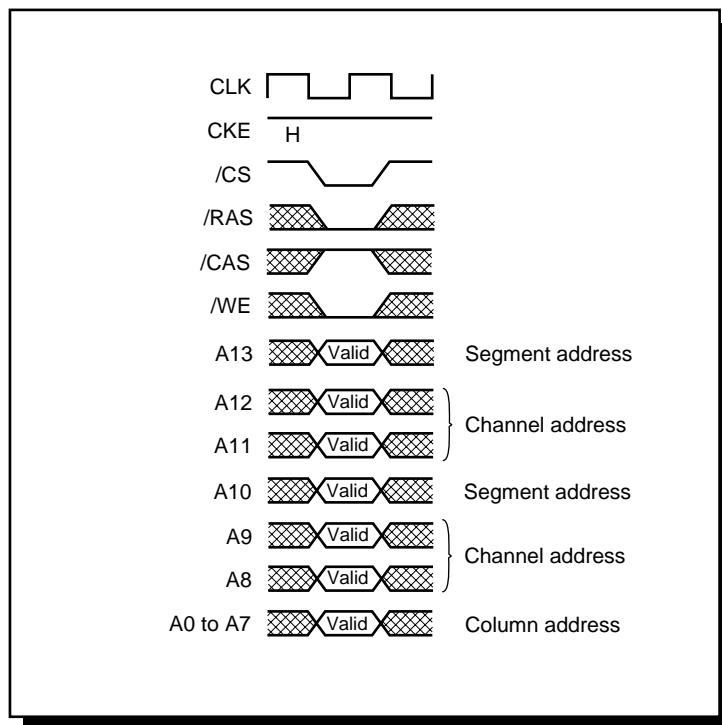 CLK
CKE H
/CS
/RAS
/CAS
/WE
A13 Valid Segment address
A12 Valid
Channel address
A11 Valid
A10 Valid Segment address
A9 Valid
Channel address
A8 Valid
A0 to A7 Valid Column address